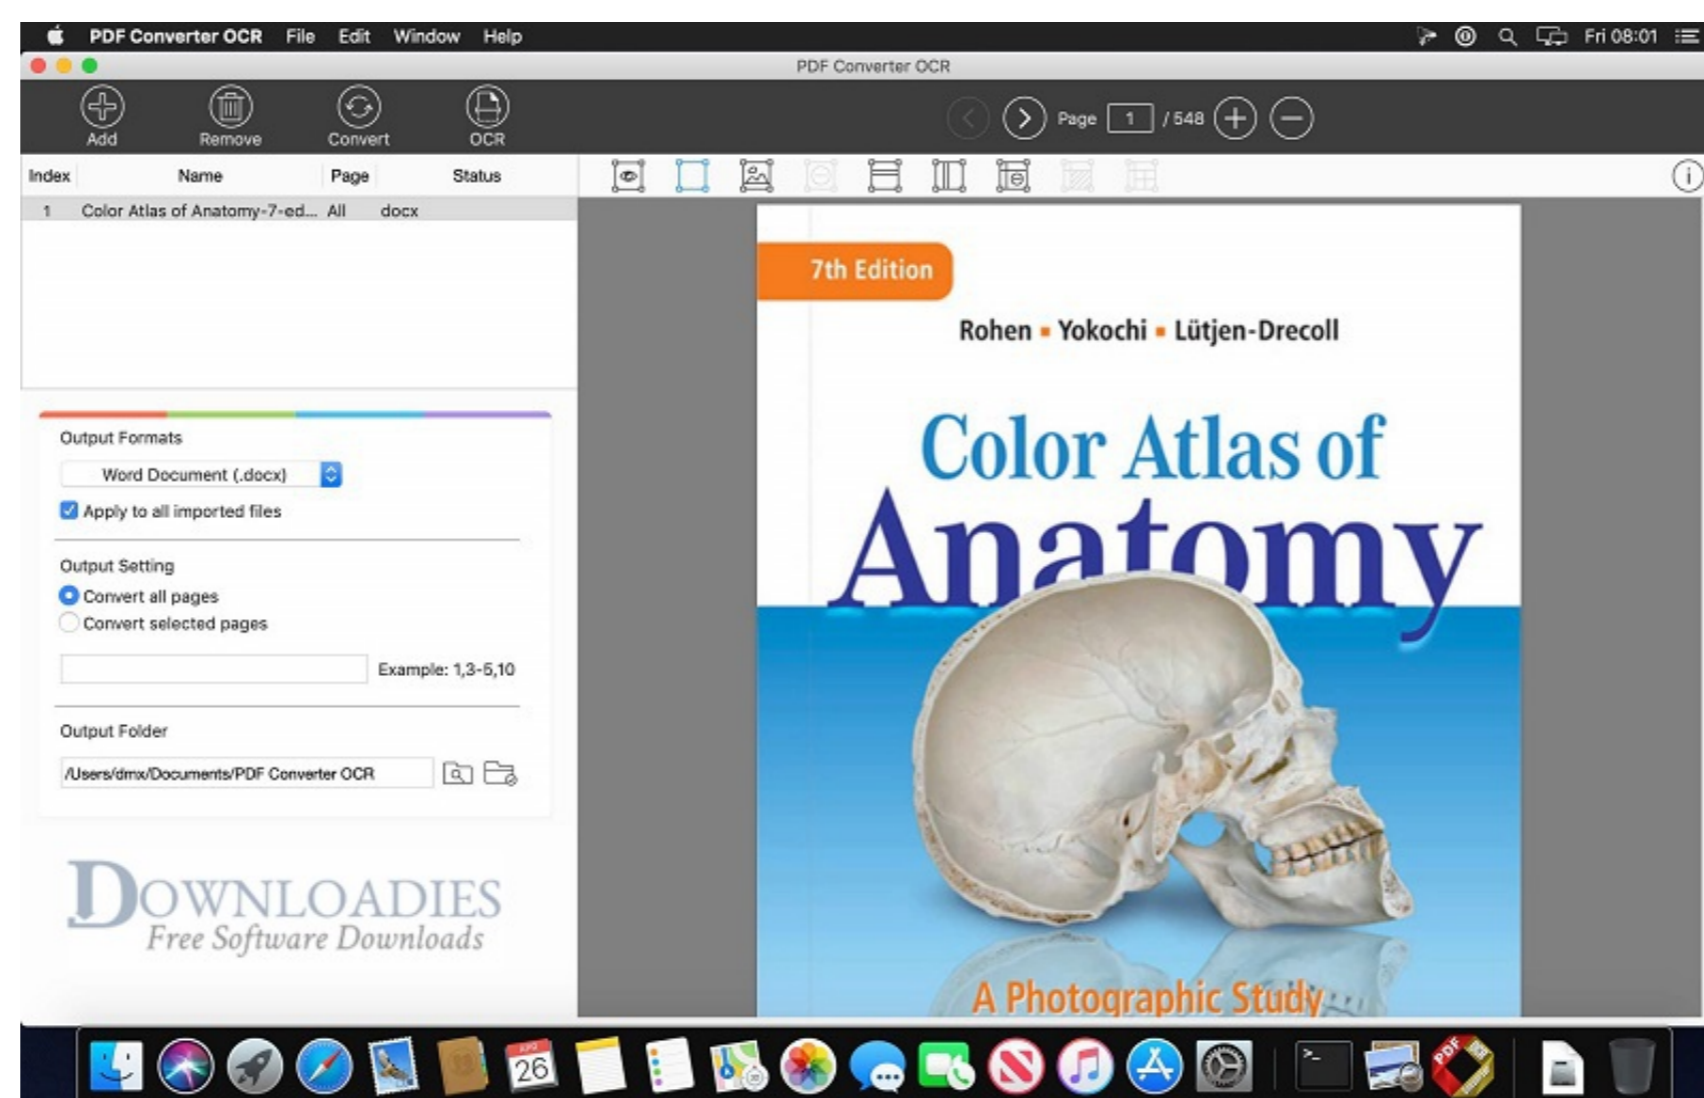 PDF Converter OCR File Edit Window Help Fri 08:01
PDF Converter OCR
Add Remove Convert OCR Page 1 / 548
Index Name Page Status
1 Color Atlas of Anatomy-7-ed... All docx
Output Formats
Word Document (.docx)
Apply to all imported files
Output Setting
Convert all pages
Convert selected pages
Example: 1,3-5,10
Output Folder
/Users/dmx/Documents/PDF Converter OCR
DOWNLOADIES
Free Software Downloads
7th Edition
Rohen ▪ Yokochi ▪ Lütjen-Drecoll
Color Atlas of
Anatomy
A Photographic Study
26
PDF